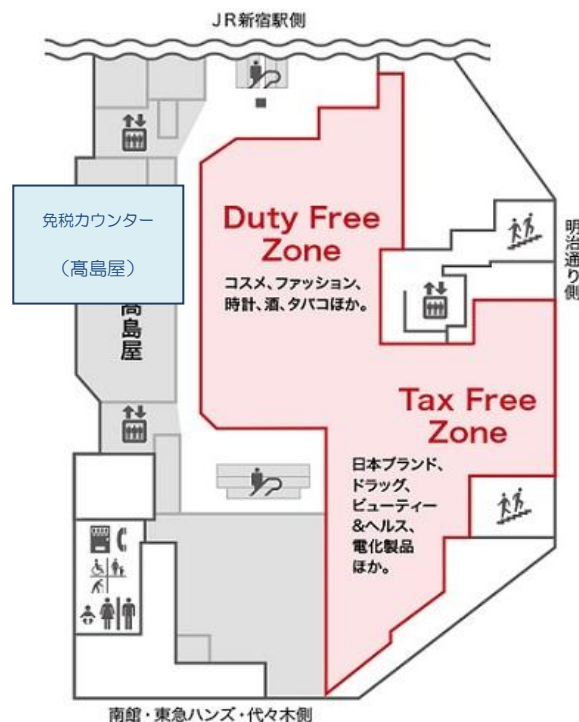 JR新宿駅側
免税カウンター
（髙島屋）
髙島屋
Duty Free
Zone
コスメ、ファッション、
時計、酒、タバコほか。
明治通り側
Tax Free
Zone
日本ブランド、
ドラッグ、
ビューティー
&ヘルス、
電化製品
ほか。
南館・東急ハンズ・代々木側